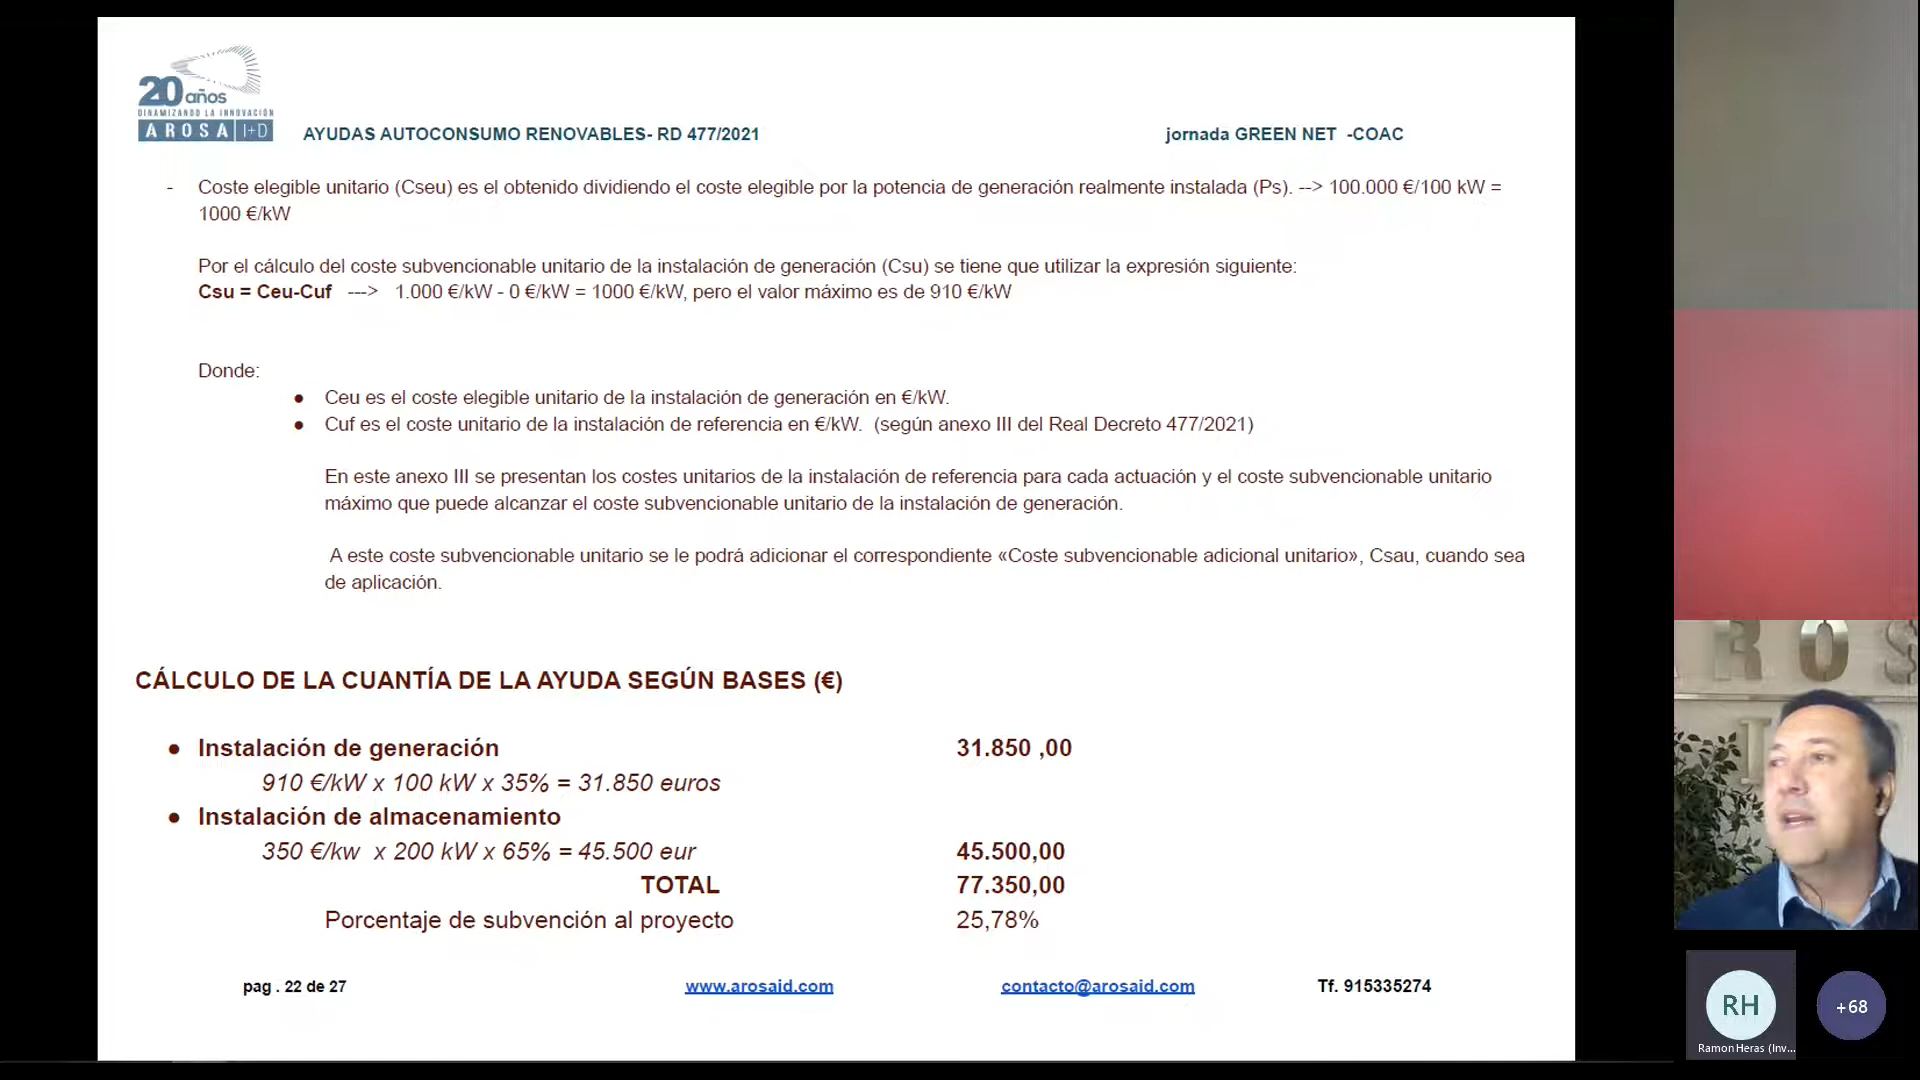 20 años
DINAMIZANDO LA INNOVACIÓN
AROSA I+D
AYUDAS AUTOCONSUMO RENOVABLES- RD 477/2021
jornada GREEN NET -COAC
- Coste elegible unitario (Cseu) es el obtenido dividiendo el coste elegible por la potencia de generación realmente instalada (Ps). --> 100.000 €/100 kW =
1000 €/kW
Por el cálculo del coste subvencionable unitario de la instalación de generación (Csu) se tiene que utilizar la expresión siguiente:
Csu = Ceu-Cuf ---> 1.000 €/kW - 0 €/kW = 1000 €/kW, pero el valor máximo es de 910 €/kW
Donde:
● Ceu es el coste elegible unitario de la instalación de generación en €/kW.
● Cuf es el coste unitario de la instalación de referencia en €/kW. (según anexo III del Real Decreto 477/2021)
En este anexo III se presentan los costes unitarios de la instalación de referencia para cada actuación y el coste subvencionable unitario
máximo que puede alcanzar el coste subvencionable unitario de la instalación de generación.
A este coste subvencionable unitario se le podrá adicionar el correspondiente «Coste subvencionable adicional unitario», Csau, cuando sea
de aplicación.
CÁLCULO DE LA CUANTÍA DE LA AYUDA SEGÚN BASES (€)
● Instalación de generación 31.850 ,00
910 €/kW x 100 kW x 35% = 31.850 euros
● Instalación de almacenamiento
350 €/kw x 200 kW x 65% = 45.500 eur 45.500,00
TOTAL 77.350,00
Porcentaje de subvención al proyecto 25,78%
pag . 22 de 27
www.arosaid.com
contacto@arosaid.com
Tf. 915335274
R O S
RH
Ramon Heras (Inv...
+68